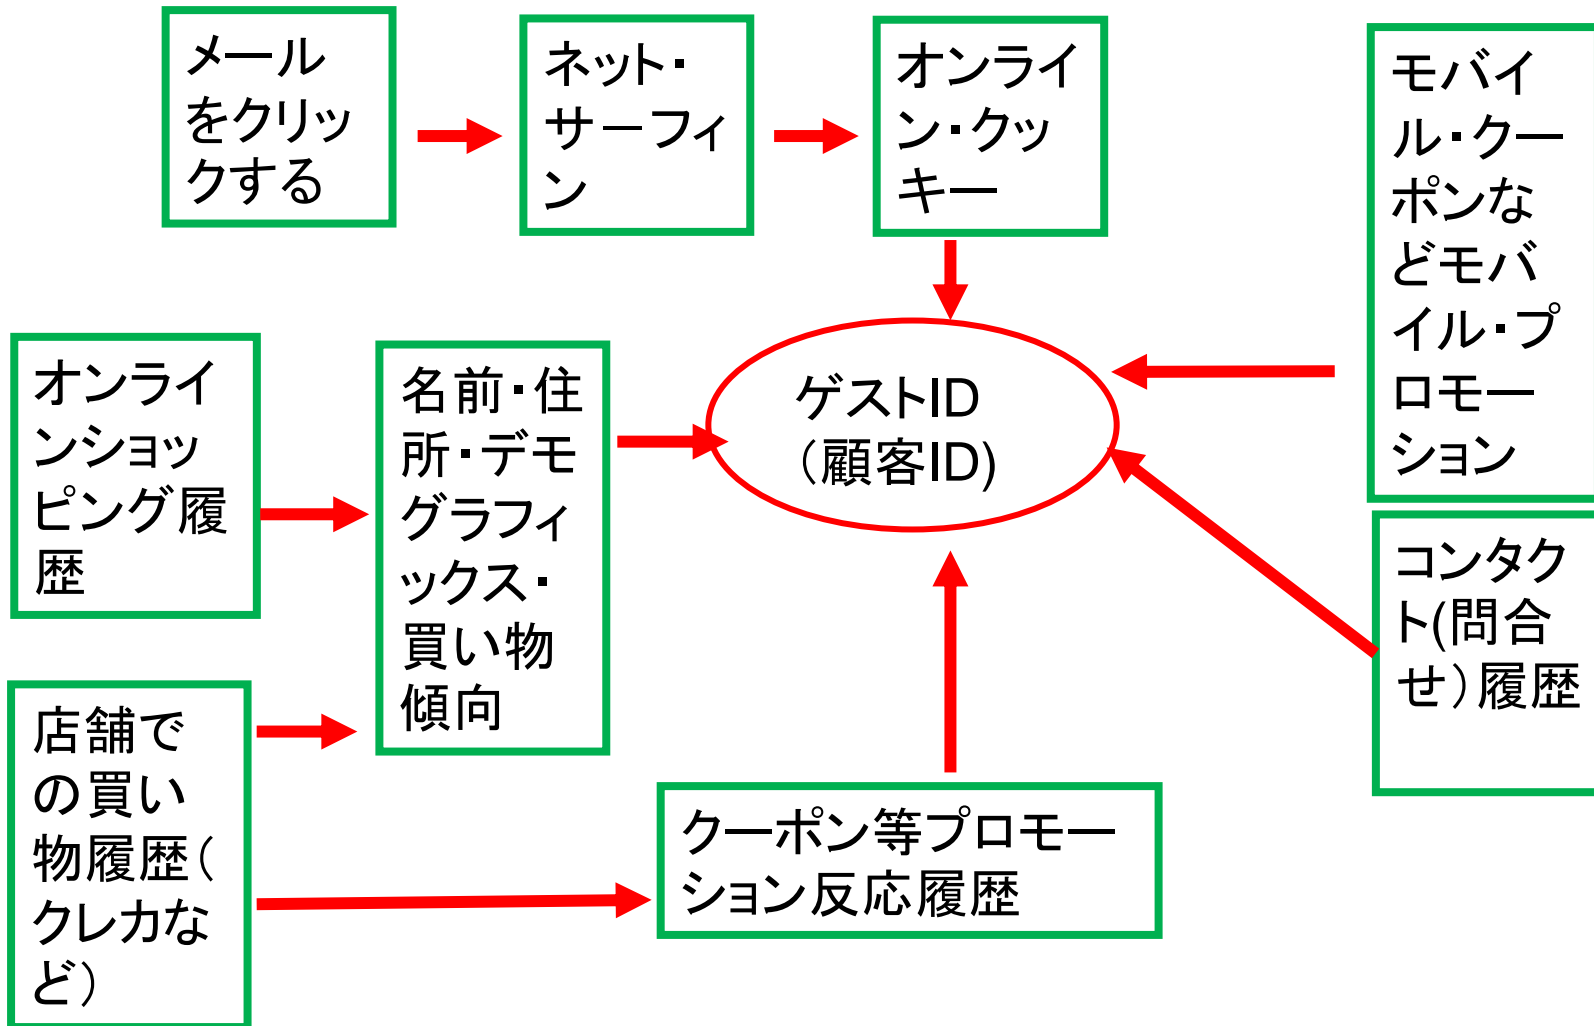 メール
をクリッ
クする
ネット・
サーフィ
ン
オンライ
ン・クッ
キー
モバイ
ル・クー
ポンな
どモバ
イル・プ
ロモー
ション
オンライ
ンショッ
ピング履
歴
名前・住
所・デモ
グラフィ
ックス・
買い物
傾向
ゲストID
（顧客ID)
コンタク
ト(問合
せ）履歴
店舗で
の買い
物履歴（
クレカな
ど）
クーポン等プロモー
ション反応履歴